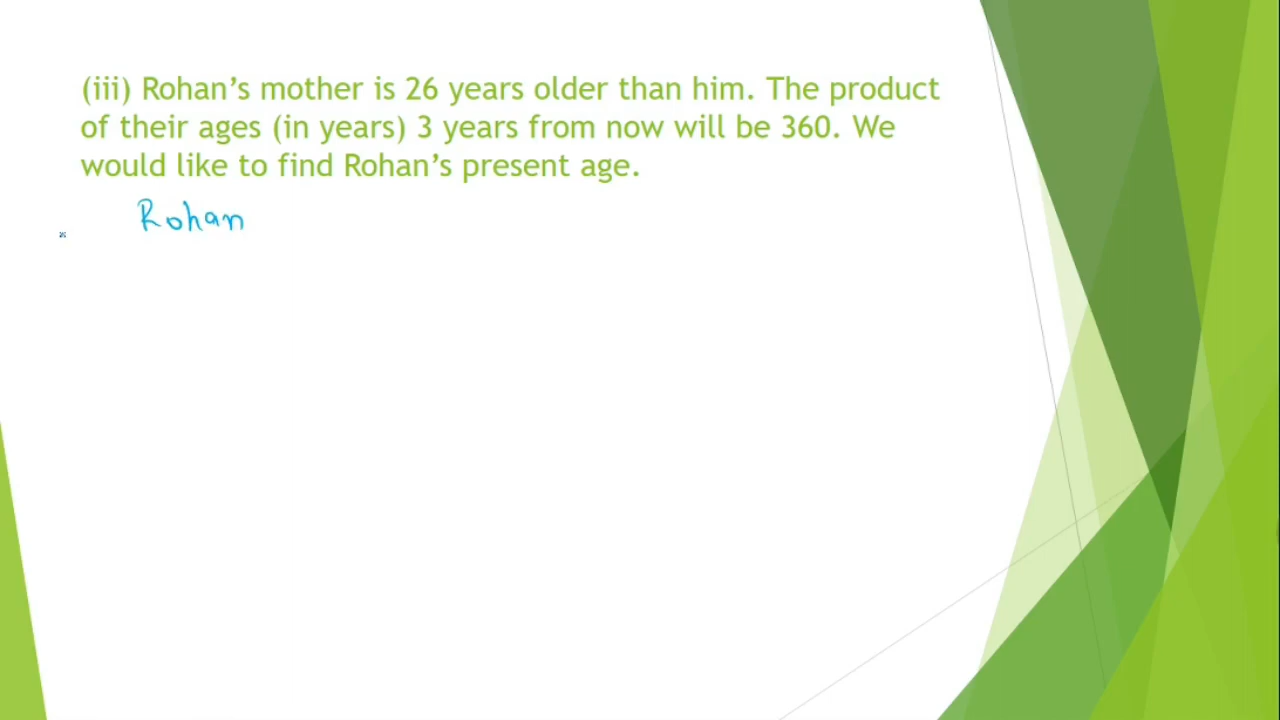 (iii) Rohan’s mother is 26 years older than him. The product
of their ages (in years) 3 years from now will be 360. We
would like to find Rohan’s present age.
Rohan